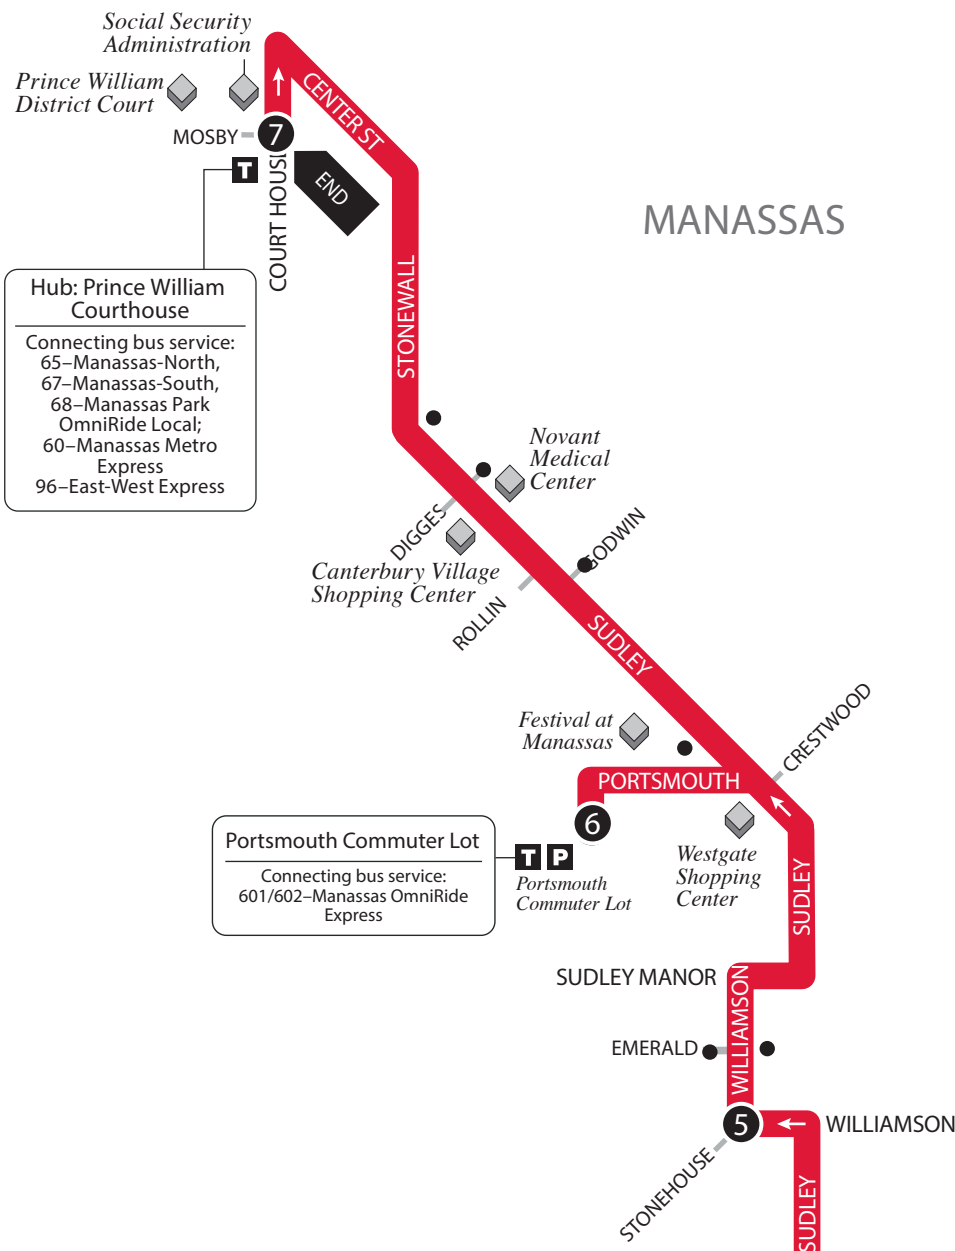 Social Security
Administration
Prince William
District Court
CENTER ST
MOSBY
7
T
END
COURT HOUSE
MANASSAS
STONEWALL
Hub: Prince William
Courthouse
Connecting bus service:
65–Manassas-North,
67–Manassas-South,
68–Manassas Park
OmniRide Local;
60–Manassas Metro
Express
96–East-West Express
Novant
Medical
Center
DIGGES
GODWIN
Canterbury Village
Shopping Center
ROLLIN
SUDLEY
Festival at
Manassas
CRESTWOOD
PORTSMOUTH
6
Portsmouth Commuter Lot
Connecting bus service:
601/602–Manassas OmniRide
Express
T P
Portsmouth
Commuter Lot
Westgate
Shopping
Center
SUDLEY
SUDLEY MANOR
WILLIAMSON
EMERALD
5
WILLIAMSON
STONEHOUSE
SUDLEY